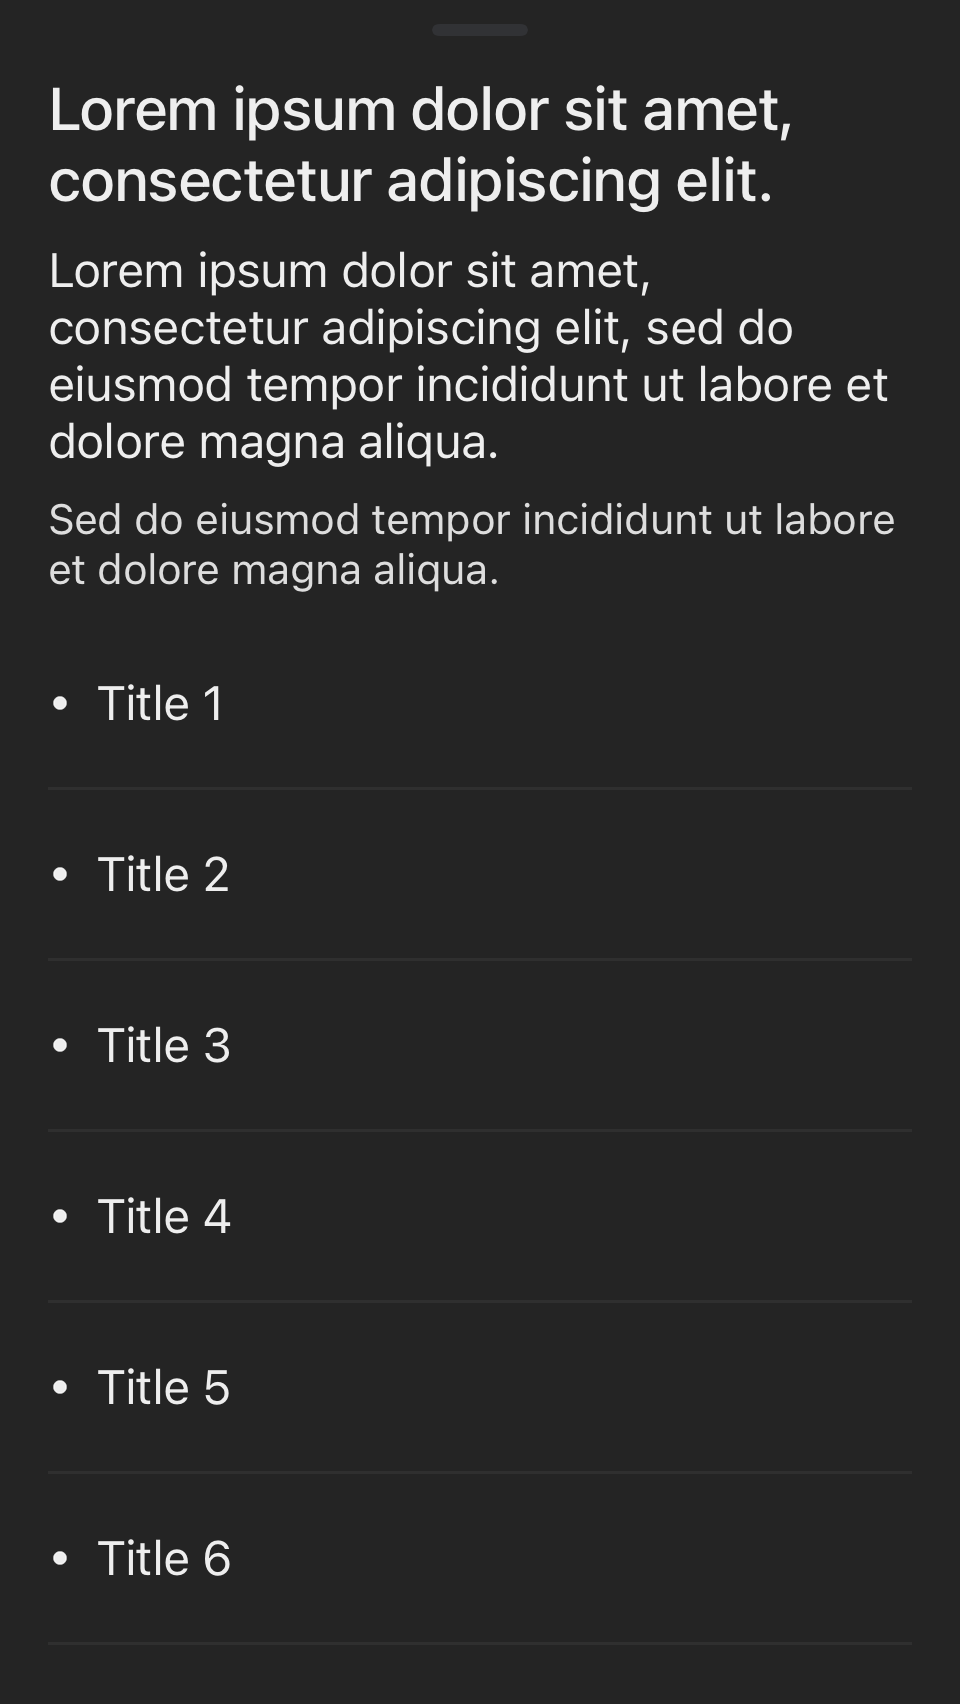 Lorem ipsum dolor sit amet,
consectetur adipiscing elit.
Lorem ipsum dolor sit amet,
consectetur adipiscing elit, sed do
eiusmod tempor incididunt ut labore et
dolore magna aliqua.
Sed do eiusmod tempor incididunt ut labore
et dolore magna aliqua.
• Title 1
• Title 2
• Title 3
• Title 4
• Title 5
• Title 6